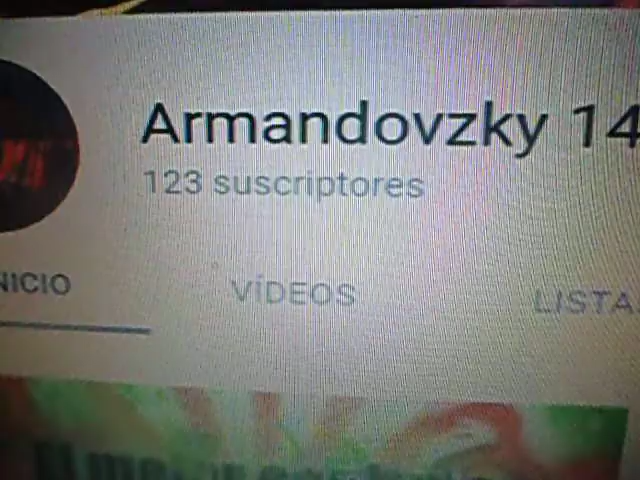 Armandovzky 14
123 suscriptores
NICIO
VÍDEOS
LISTA